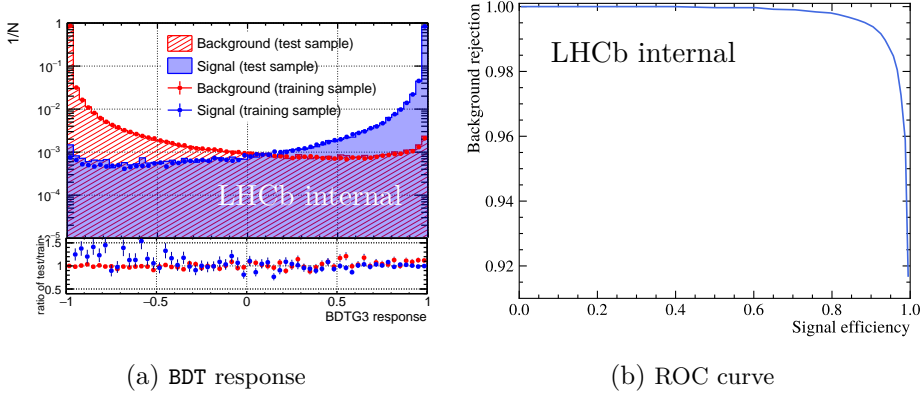 1/N
1
10⁻¹
10⁻²
10⁻³
10⁻⁴
10⁻⁵
Background (test sample)
Signal (test sample)
Background (training sample)
Signal (training sample)
LHCb internal
ratio of test/train
1.5
1
0.5
−1
−0.5
0
0.5
1
BDTG3 response
(a) BDT response
Background rejection
1.00
0.98
0.96
0.94
0.92
LHCb internal
0.0 0.2 0.4 0.6 0.8 1.0
Signal efficiency
(b) ROC curve